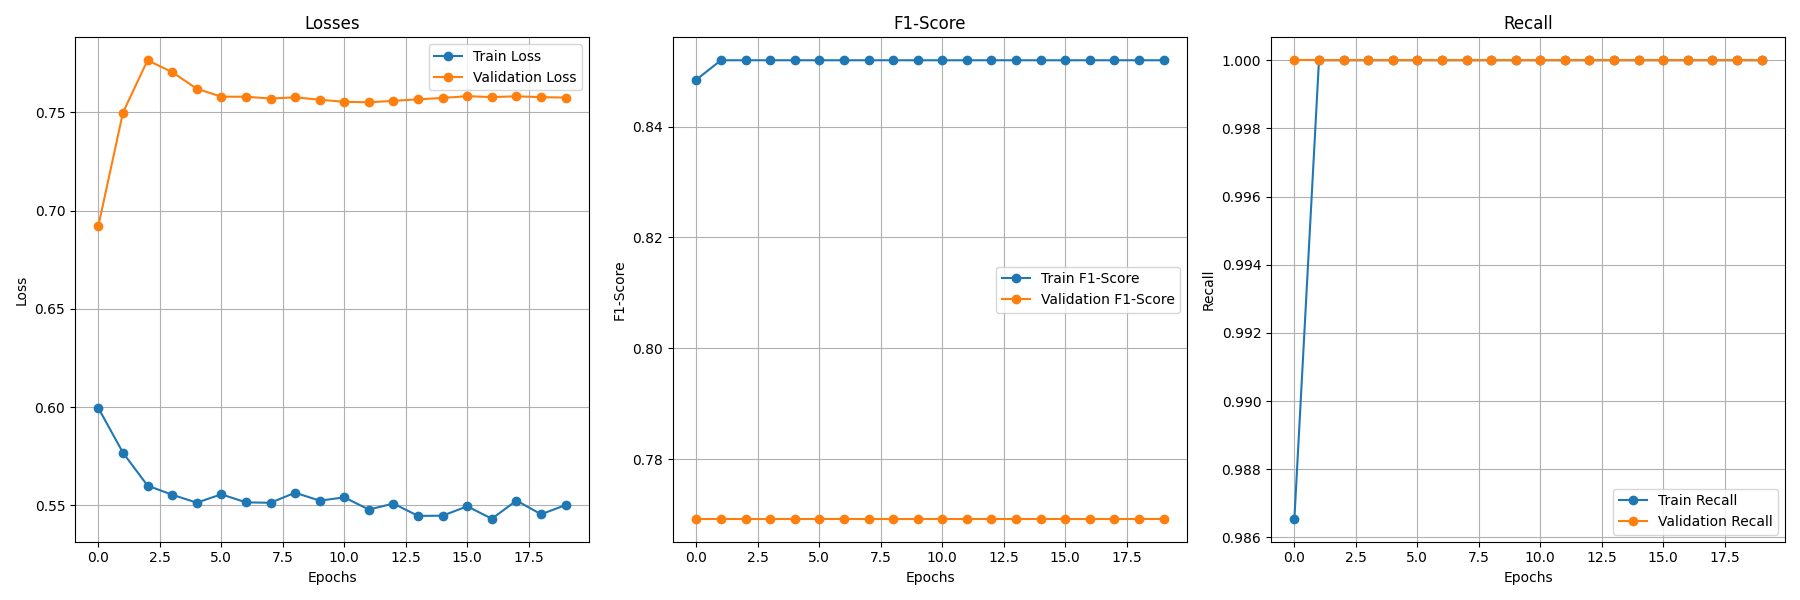 Losses
Train Loss
Validation Loss
0.75
0.70
0.65
0.60
0.55
Loss
0.0 2.5 5.0 7.5 10.0 12.5 15.0 17.5
Epochs
F1-Score
Train F1-Score
Validation F1-Score
0.84
0.82
0.80
0.78
F1-Score
0.0 2.5 5.0 7.5 10.0 12.5 15.0 17.5
Epochs
Recall
1.000
0.998
0.996
0.994
0.992
0.990
0.988
0.986
Recall
Train Recall
Validation Recall
0.0 2.5 5.0 7.5 10.0 12.5 15.0 17.5
Epochs